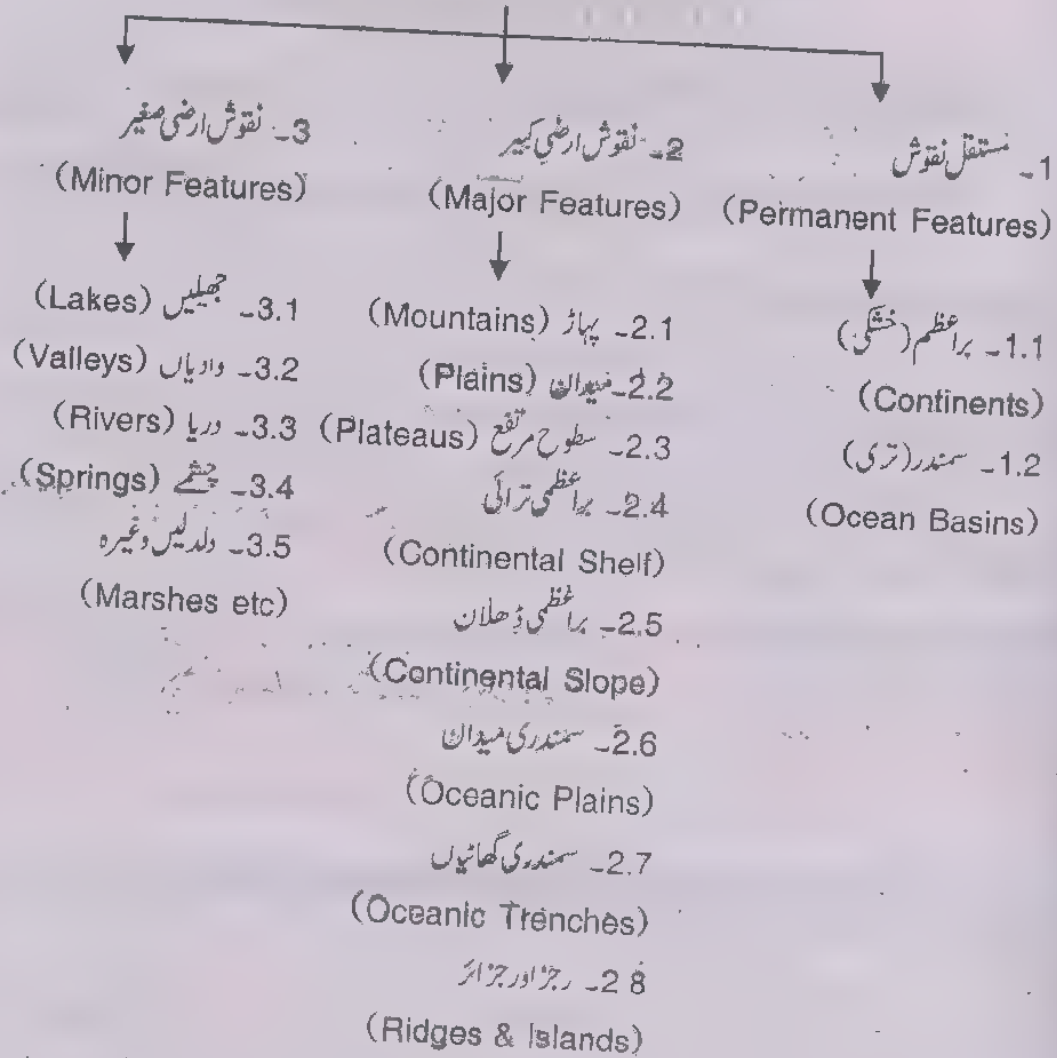 1۔ مستقل نقوش
(Permanent Features)
1.1۔ براعظم (خشکی)
(Continents)
1.2۔ سمندر (تری)
(Ocean Basins)
2۔ نقوش ارضی کبیر
(Major Features)
2.1۔ پہاڑ (Mountains)
2.2۔ میدان (Plains)
2.3۔ سطوح مرتفع (Plateaus)
2.4۔ براعظمی ترائی
(Continental Shelf)
2.5۔ براعظمی ڈھلان
(Continental Slope)
2.6۔ سمندری میدان
(Oceanic Plains)
2.7۔ سمندری گھاٹیوں
(Oceanic Trenches)
2.8۔ رجز اور جزائر
(Ridges & Islands)
3۔ نقوش ارضی صغیر
(Minor Features)
3.1۔ جھیلیں (Lakes)
3.2۔ وادیاں (Valleys)
3.3۔ دریا (Rivers)
3.4۔ چشمے (Springs)
3.5۔ دلدلیں وغیرہ
(Marshes etc)